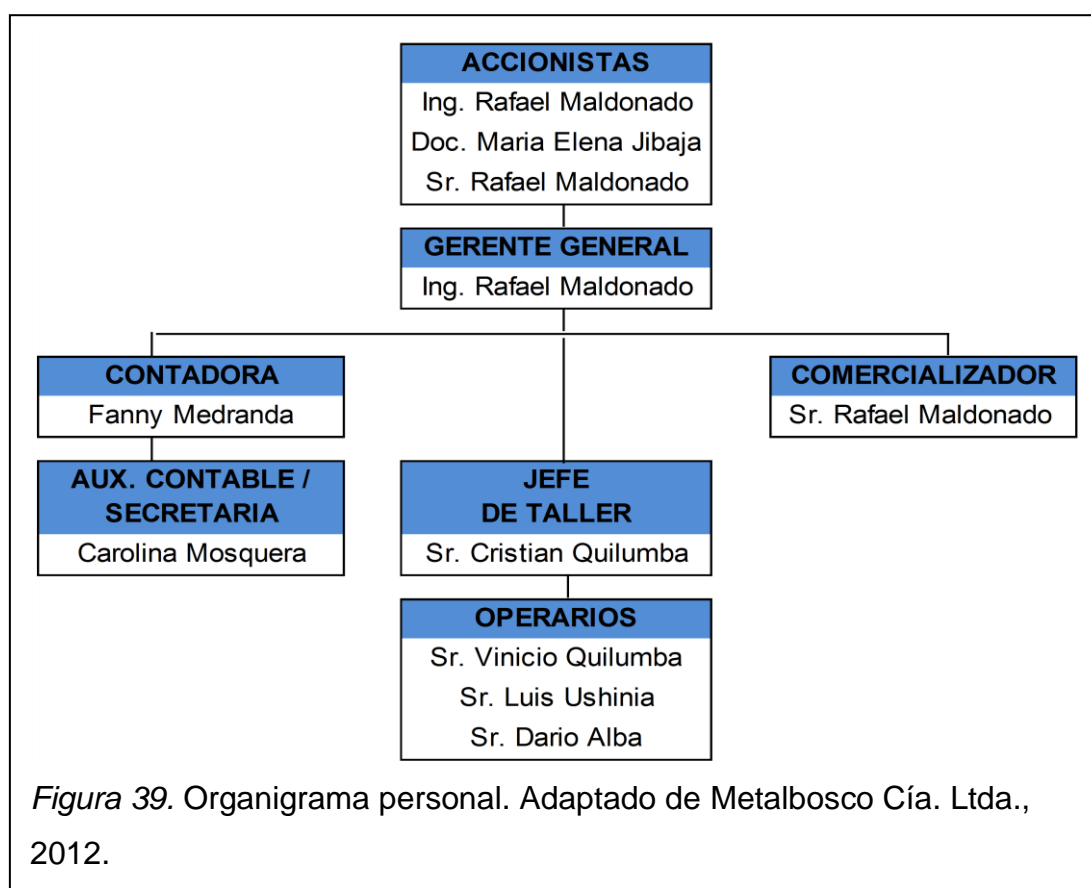 ACCIONISTAS
Ing. Rafael Maldonado
Doc. Maria Elena Jibaja
Sr. Rafael Maldonado
GERENTE GENERAL
Ing. Rafael Maldonado
CONTADORA
Fanny Medranda
COMERCIALIZADOR
Sr. Rafael Maldonado
AUX. CONTABLE /
SECRETARIA
Carolina Mosquera
JEFE
DE TALLER
Sr. Cristian Quilumba
OPERARIOS
Sr. Vinicio Quilumba
Sr. Luis Ushinia
Sr. Dario Alba
Figura 39. Organigrama personal. Adaptado de Metalbosco Cía. Ltda.,
2012.